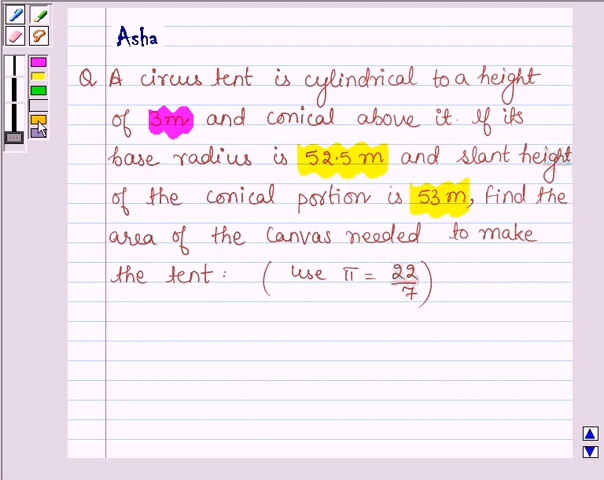 Asha
Q A circus tent is cylindrical to a height
of 3m and conical above it. If its
base radius is 52.5 m and slant height
of the conical portion is 53 m, find the
area of the canvas needed to make
the tent: (use π = 22/7)